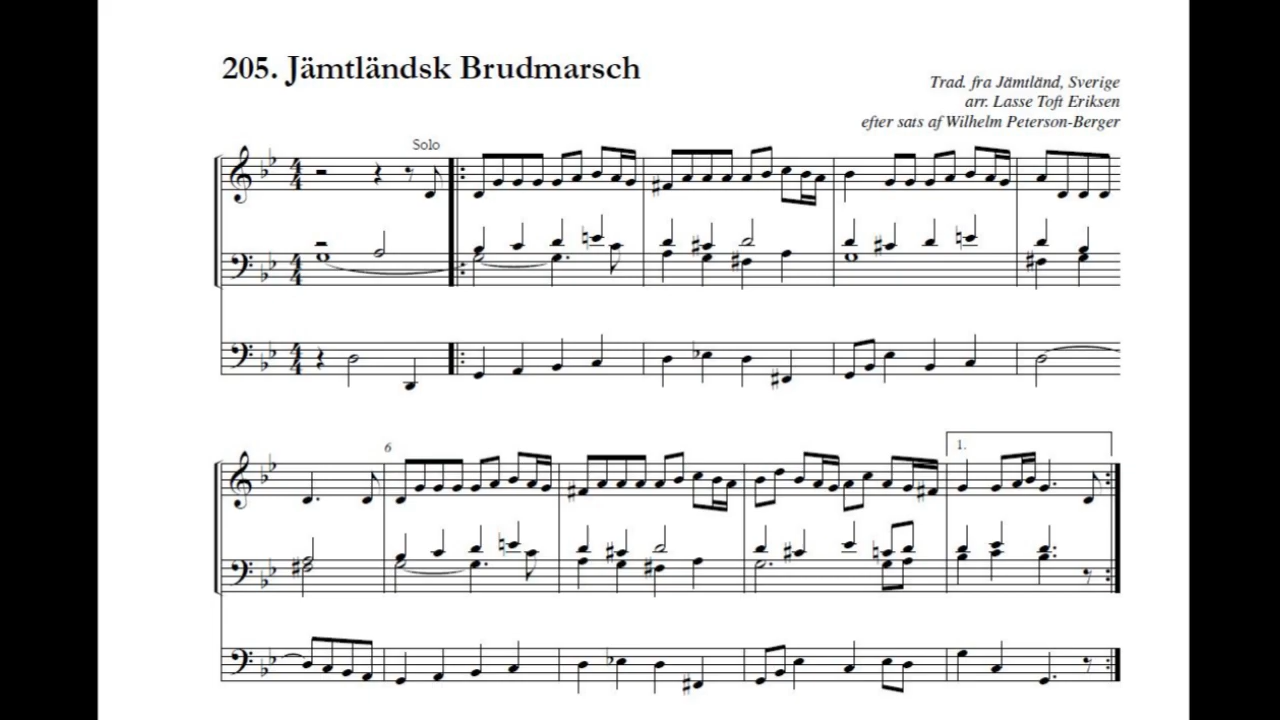 205. Jämtländsk Brudmarsch
Trad. fra Jämtländ, Sverige
arr. Lasse Toft Eriksen
efter sats af Wilhelm Peterson-Berger
Solo
6
1.